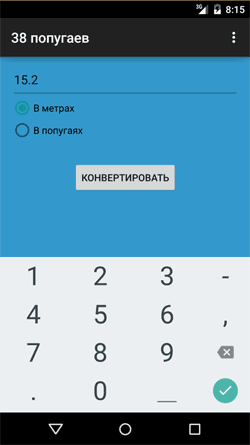 3G 8:15
38 попугаев
15.2
В метрах
В попугаях
КОНВЕРТИРОВАТЬ
1 2 3 -
4 5 6 ,
7 8 9
. 0 _